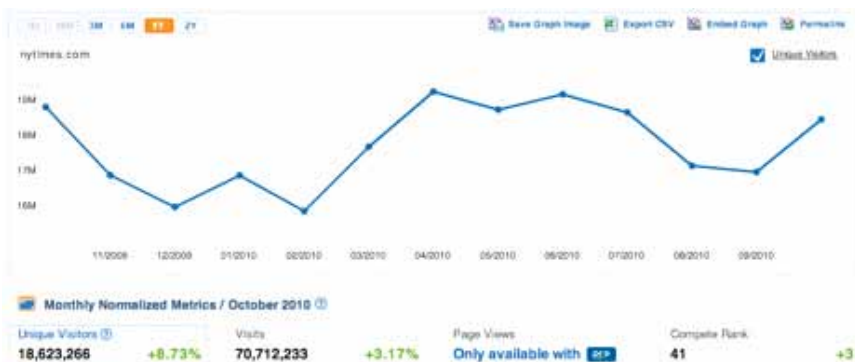 3M 6M 1Y 2Y Save Graph Image Export CSV Embed Graph Permalink
nytimes.com Unique Visitors
19M
18M
17M
16M
11/2009 12/2009 01/2010 02/2010 03/2010 04/2010 05/2010 06/2010 07/2010 08/2010 09/2010
Monthly Normalized Metrics / October 2010
Unique Visitors Visits Page Views Compete Rank
18,623,266 +8.73% 70,712,233 +3.17% Only available with 41 +3